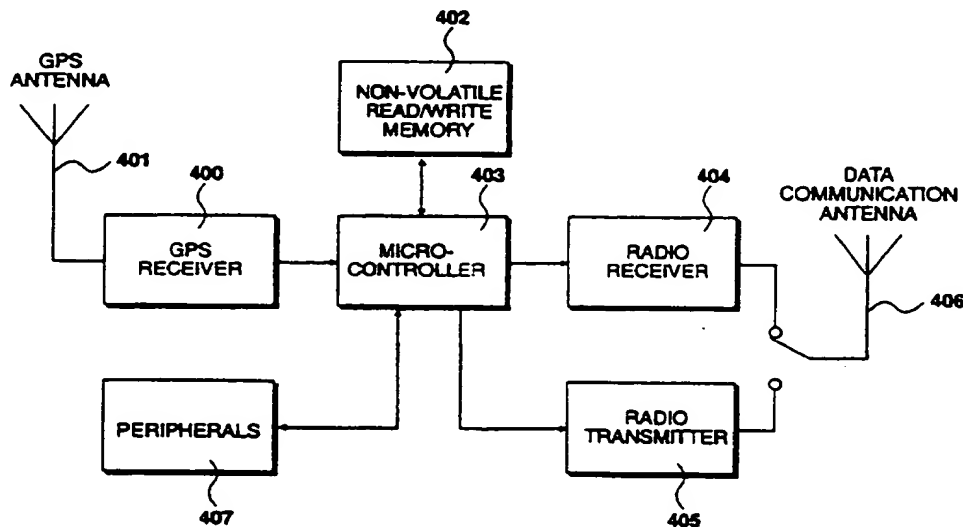 402
GPS
ANTENNA
NON-VOLATILE
READ/WRITE
MEMORY
401
400
403
404
DATA
COMMUNICATION
ANTENNA
GPS
RECEIVER
MICRO-
CONTROLLER
RADIO
RECEIVER
406
PERIPHERALS
RADIO
TRANSMITTER
407
405